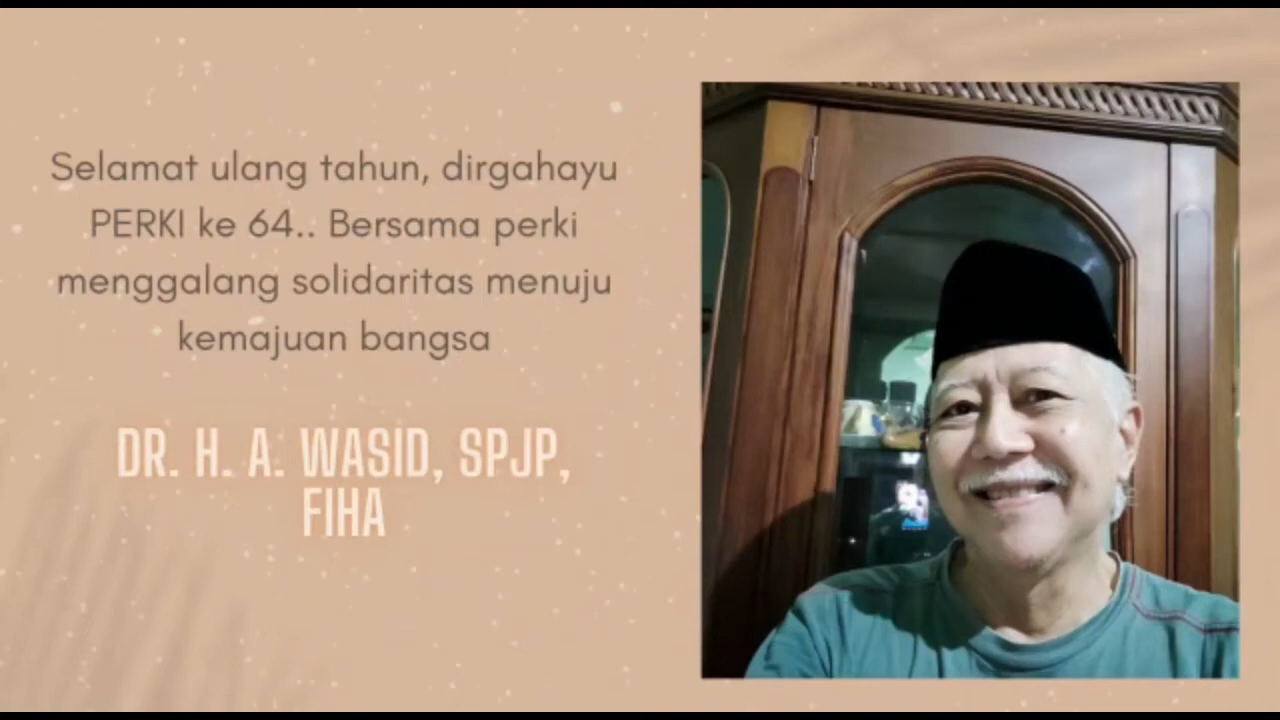 Selamat ulang tahun, dirgahayu
PERKI ke 64.. Bersama perki
menggalang solidaritas menuju
kemajuan bangsa
DR. H. A. WASID, SPJP,
FIHA